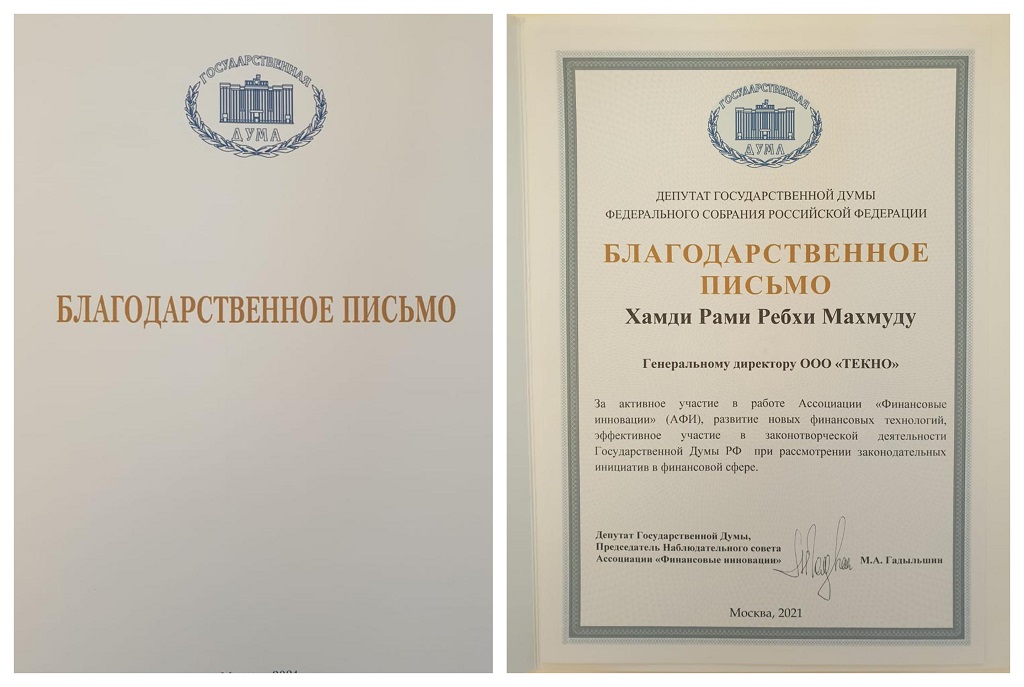 ГОСУДАРСТВЕННАЯ
ДУМА
БЛАГОДАРСТВЕННОЕ ПИСЬМО
ГОСУДАРСТВЕННАЯ
ДУМА
ДЕПУТАТ ГОСУДАРСТВЕННОЙ ДУМЫ
ФЕДЕРАЛЬНОГО СОБРАНИЯ РОССИЙСКОЙ ФЕДЕРАЦИИ
БЛАГОДАРСТВЕННОЕ
ПИСЬМО
Хамди Рами Ребхи Махмуду
Генеральному директору ООО «ТЕКНО»
За активное участие в работе Ассоциации «Финансовые
инновации» (АФИ), развитие новых финансовых технологий,
эффективное участие в законотворческой деятельности
Государственной Думы РФ при рассмотрении законодательных
инициатив в финансовой сфере.
Депутат Государственной Думы,
Председатель Наблюдательного совета
Ассоциации «Финансовые инновации»
М.А. Гадыльшин
Москва, 2021